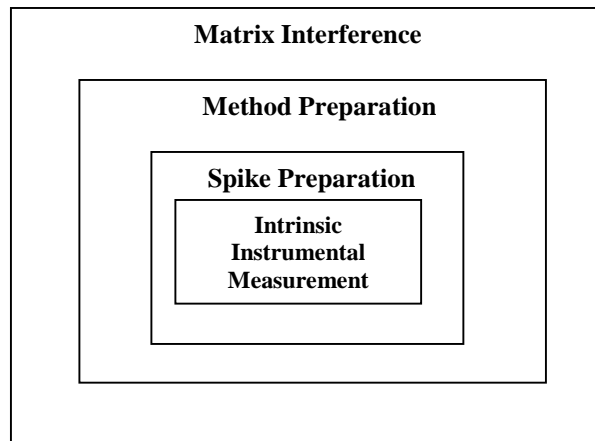 Matrix Interference
Method Preparation
Spike Preparation
Intrinsic
Instrumental
Measurement